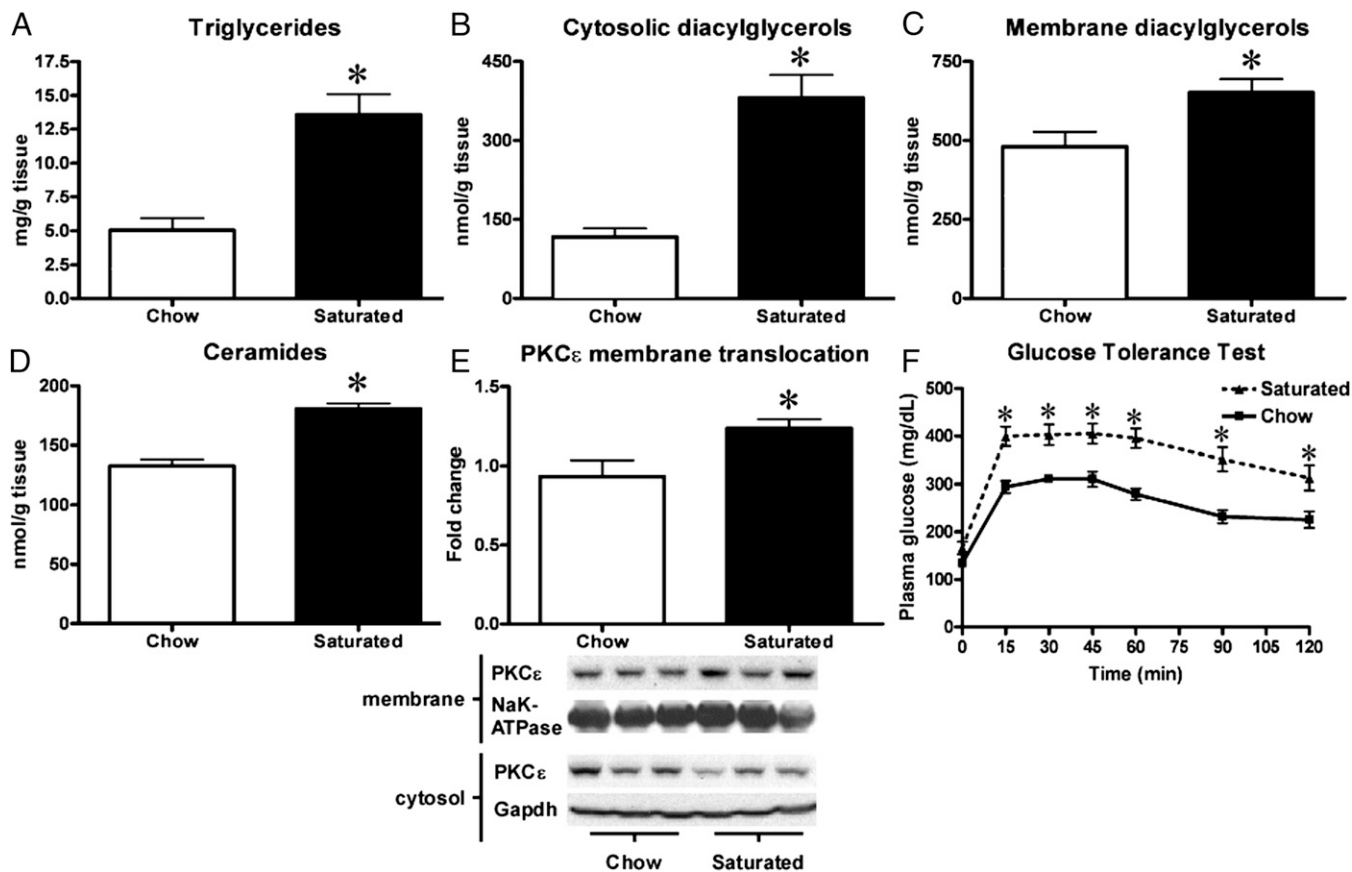 A
Triglycerides
mg/g tissue
17.5
15.0
12.5
10.0
7.5
5.0
2.5
0.0
*
Chow
Saturated
B
Cytosolic diacylglycerols
nmol/g tissue
450
300
150
0
*
Chow
Saturated
C
Membrane diacylglycerols
nmol/g tissue
750
500
250
0
*
Chow
Saturated
D
Ceramides
nmol/g tissue
200
150
100
50
0
*
Chow
Saturated
E
PKCε membrane translocation
Fold change
1.5
1.0
0.5
0.0
*
Chow
Saturated
membrane
PKCε
NaK-
ATPase
cytosol
PKCε
Gapdh
Chow
Saturated
F
Glucose Tolerance Test
Plasma glucose (mg/dL)
500
400
300
200
100
0
Saturated
Chow
* * * * * *
0 15 30 45 60 75 90 105 120
Time (min)